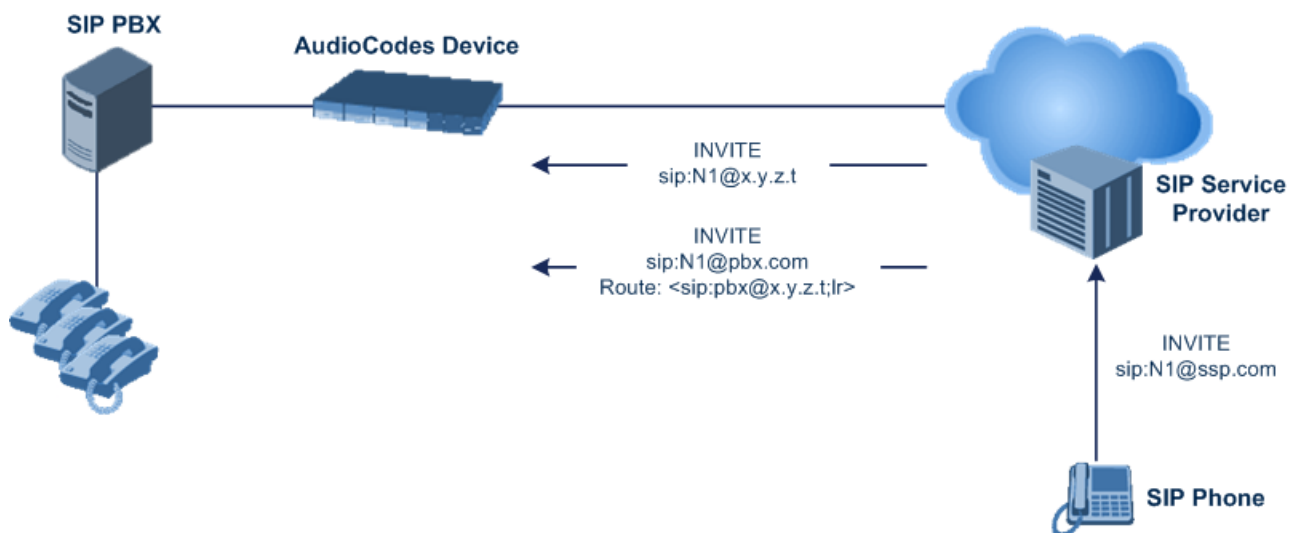 SIP PBX
AudioCodes Device
INVITE
sip:N1@x.y.z.t
SIP Service
Provider
INVITE
sip:N1@pbx.com
Route: <sip:pbx@x.y.z.t;lr>
INVITE
sip:N1@ssp.com
SIP Phone